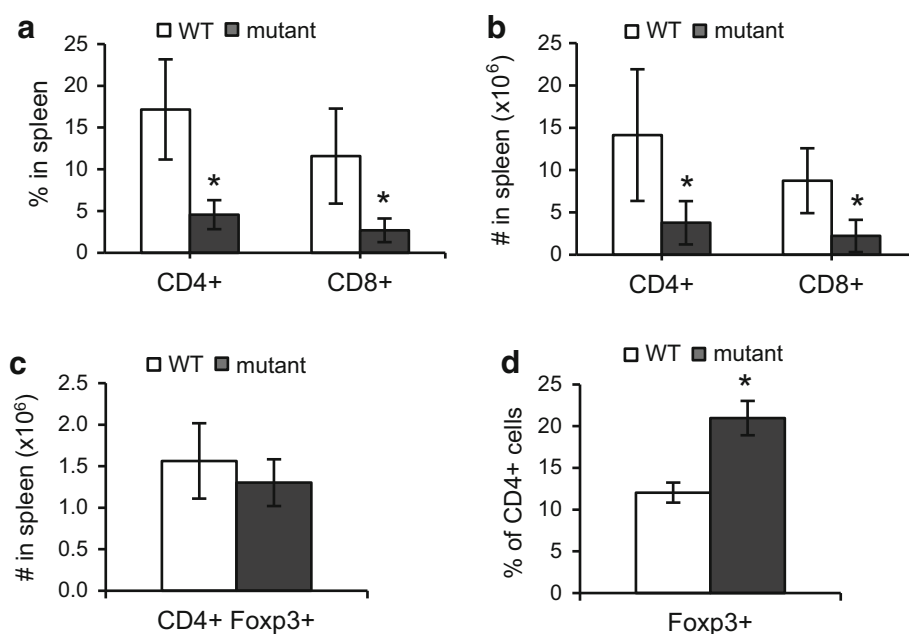 a
WT mutant
25
20
15
10
5
0
% in spleen
*
*
CD4+ CD8+
b
WT mutant
25
20
15
10
5
0
# in spleen (x10⁶)
*
*
CD4+ CD8+
c
WT mutant
2.5
2.0
1.5
1.0
0.5
0.0
# in spleen (x10⁶)
CD4+ Foxp3+
d
WT mutant
25
20
15
10
5
0
% of CD4+ cells
*
Foxp3+